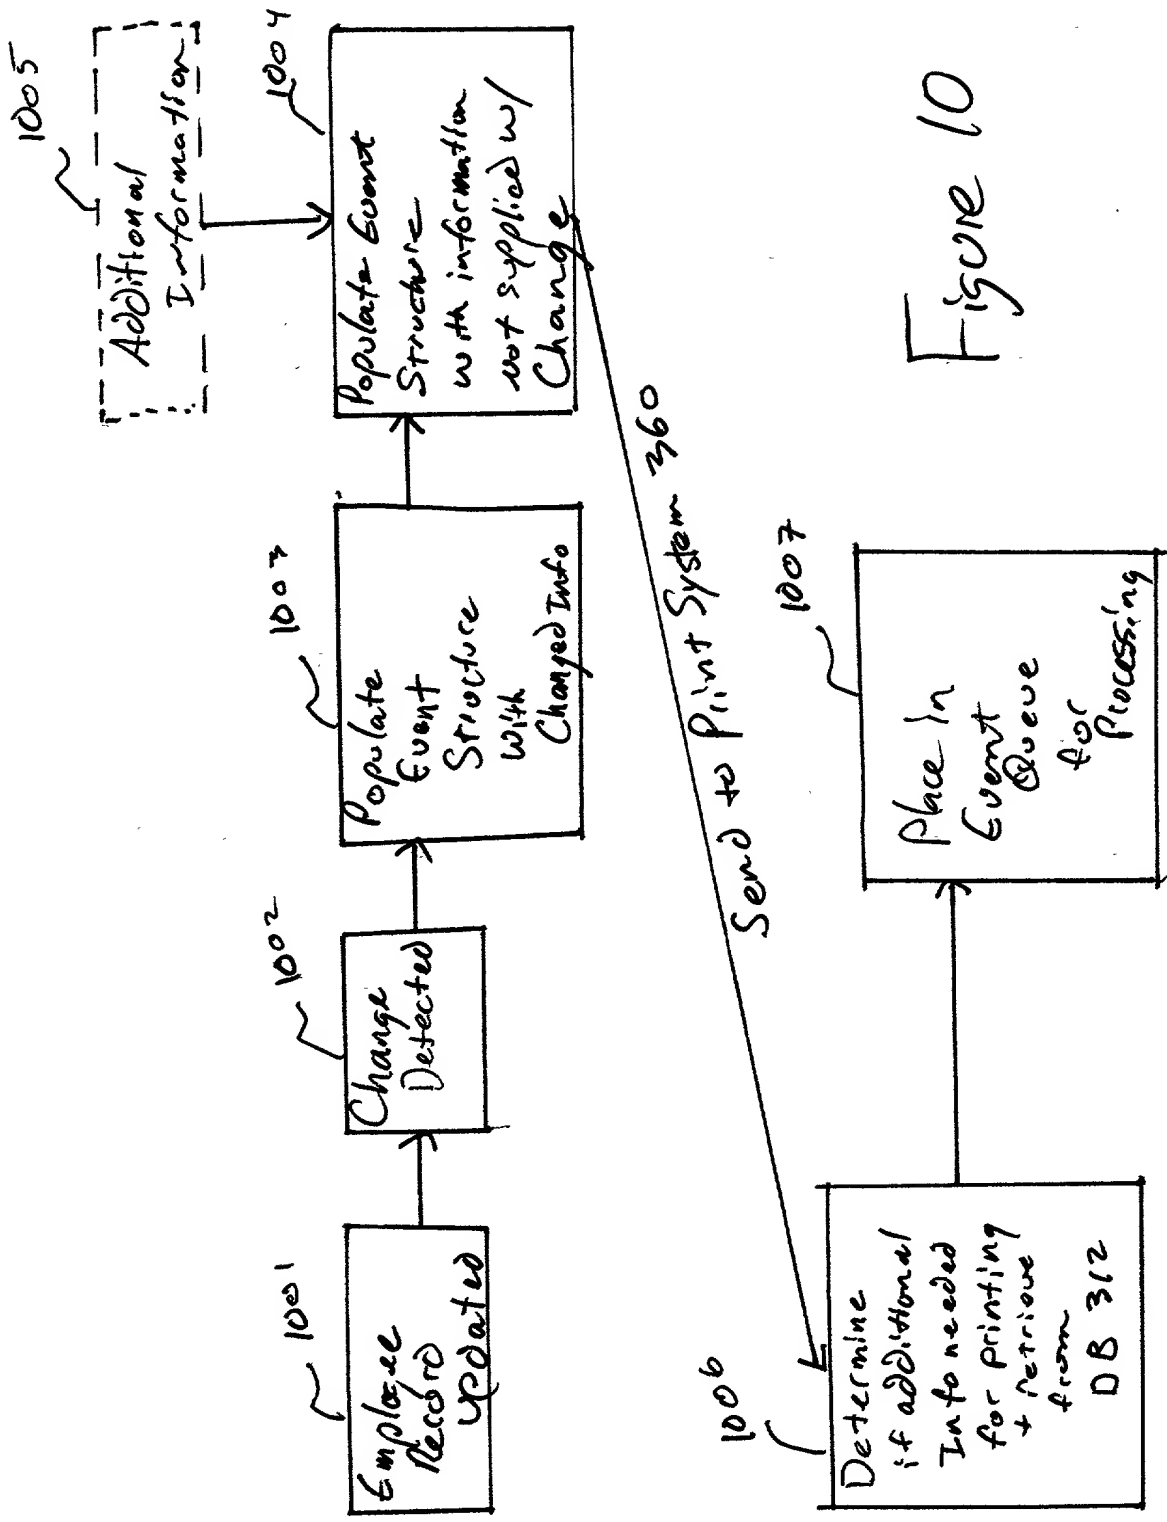 1005
Additional
Information
1001
Employee
Record
updated
1002
Change
Detected
1003
Populate
Event
Structure
With
Changed Info
1004
Populate Event
Structure
with information
not supplied w/
Change
Send to Print System 360
1006
Determine
if additional
Info needed
for printing
+ retrieve
from
DB 312
1007
Place In
Event
Queue
for
Processing
Figure 10